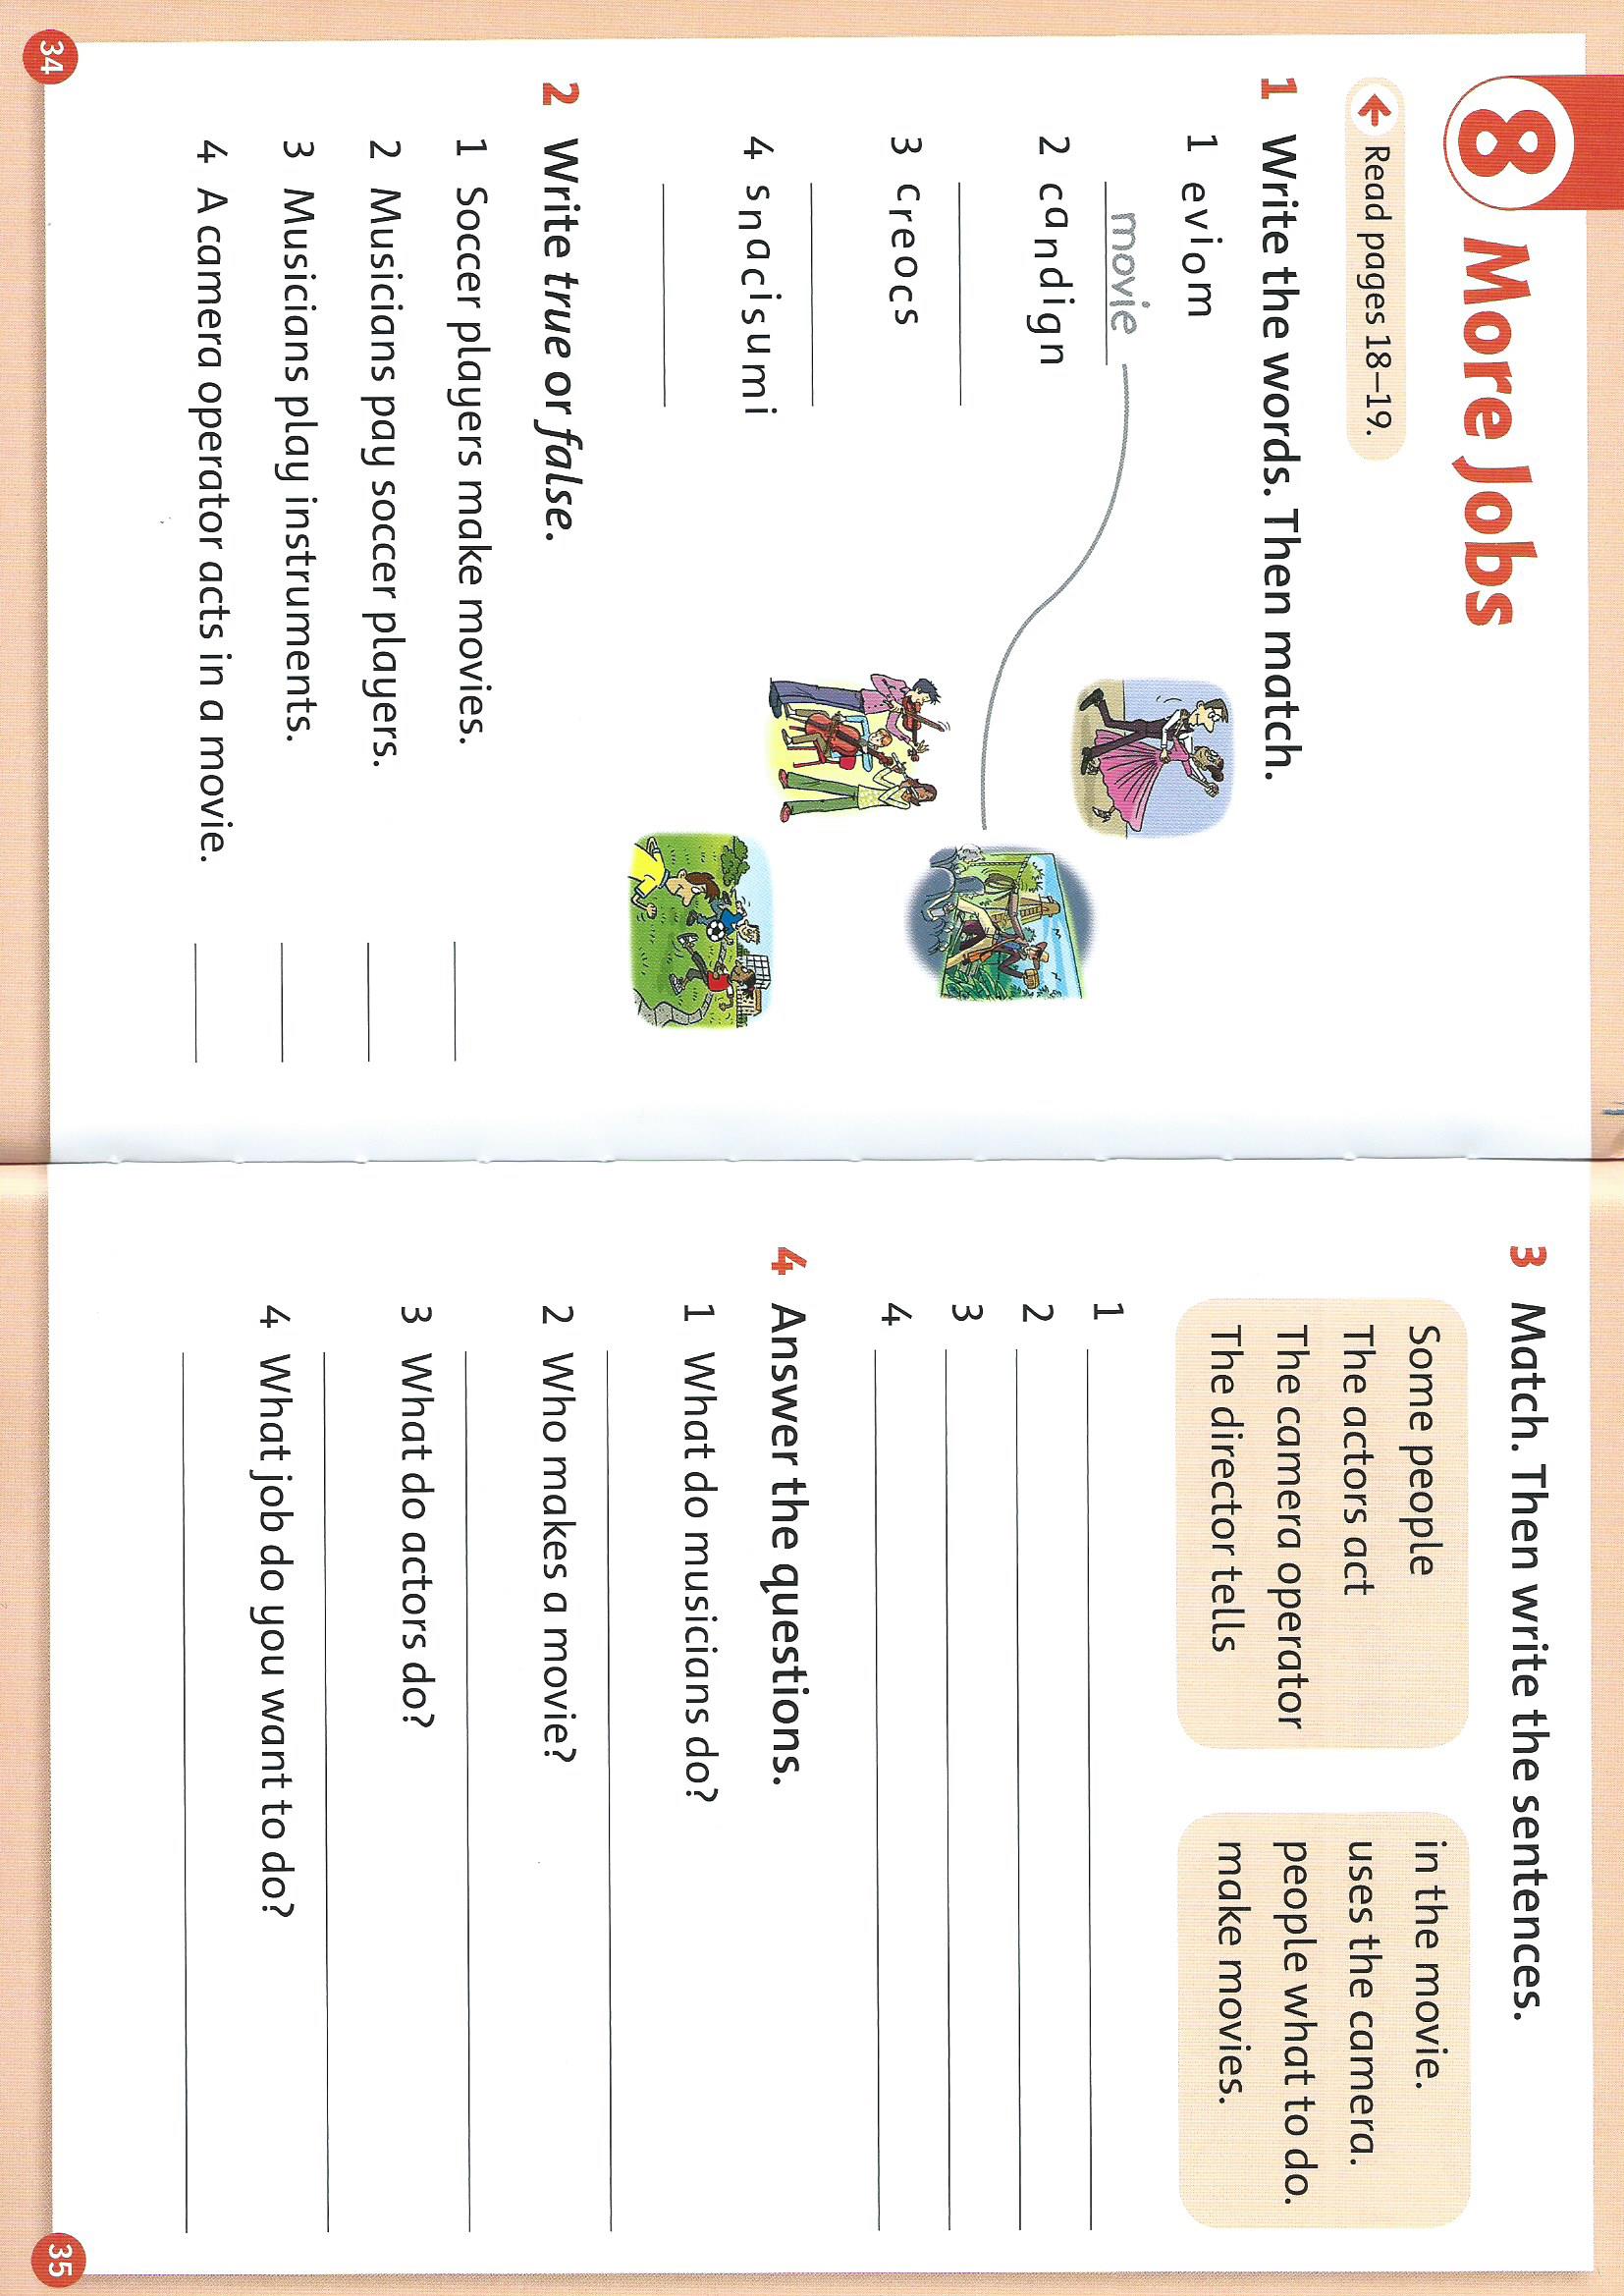 8 More Jobs
← Read pages 18–19.
1 Write the words. Then match.
1 eviom
movie
2 candign
3 creocs
4 snaclsumi
2 Write true or false.
1 Soccer players make movies.
2 Musicians pay soccer players.
3 Musicians play instruments.
4 A camera operator acts in a movie.
34
3 Match. Then write the sentences.
Some people
The actors act
The camera operator
The director tells
in the movie.
uses the camera.
people what to do.
make movies.
1
2
3
4
4 Answer the questions.
1 What do musicians do?
2 Who makes a movie?
3 What do actors do?
4 What job do you want to do?
35